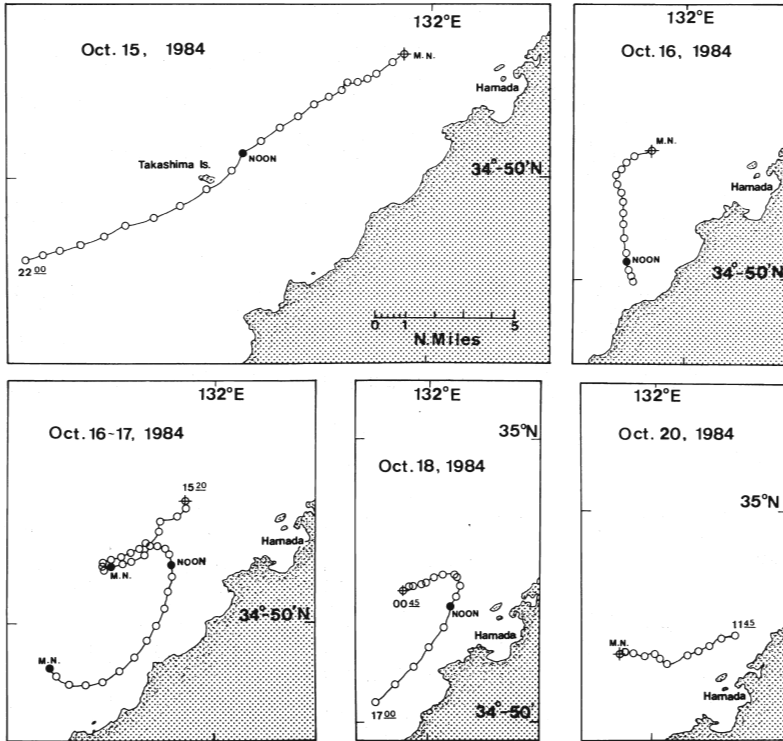 132°E
Oct. 15, 1984
M.N.
Hamada
NOON
Takashima Is.
34°-50'N
22 00
0 1 5
N.Miles
132°E
Oct. 16, 1984
M.N.
Hamada
NOON
34°-50'N
132°E
Oct. 16-17, 1984
15 20
Hamada
M.N.
NOON
34°-50'N
M.N.
132°E
35°N
Oct. 18, 1984
00 45
NOON
Hamada
17 00
34°-50'
132°E
Oct. 20, 1984
35°N
11 45
M.N.
Hamada